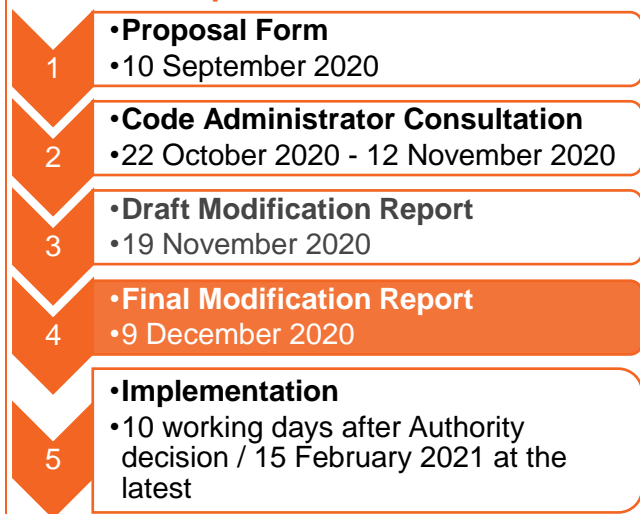 1
•Proposal Form
•10 September 2020
2
•Code Administrator Consultation
•22 October 2020 - 12 November 2020
3
•Draft Modification Report
•19 November 2020
4
•Final Modification Report
•9 December 2020
5
•Implementation
•10 working days after Authority
decision / 15 February 2021 at the
latest